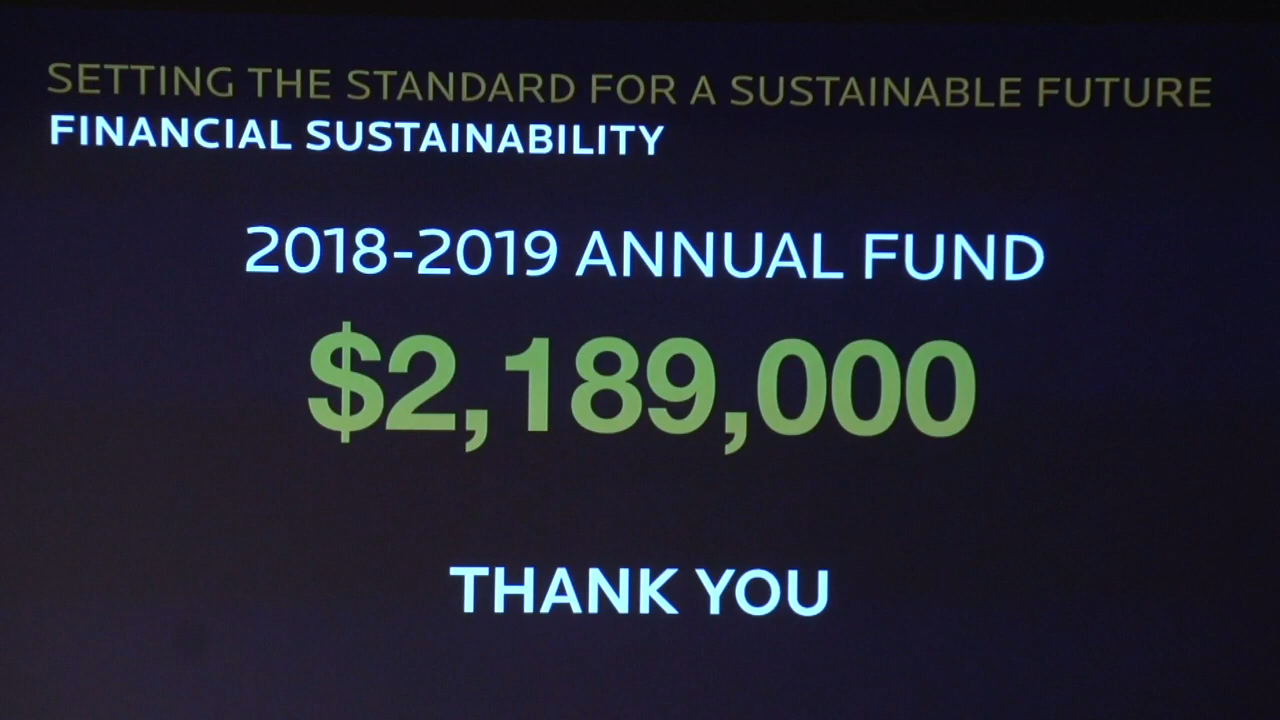 SETTING THE STANDARD FOR A SUSTAINABLE FUTURE
FINANCIAL SUSTAINABILITY
2018-2019 ANNUAL FUND
$2,189,000
THANK YOU